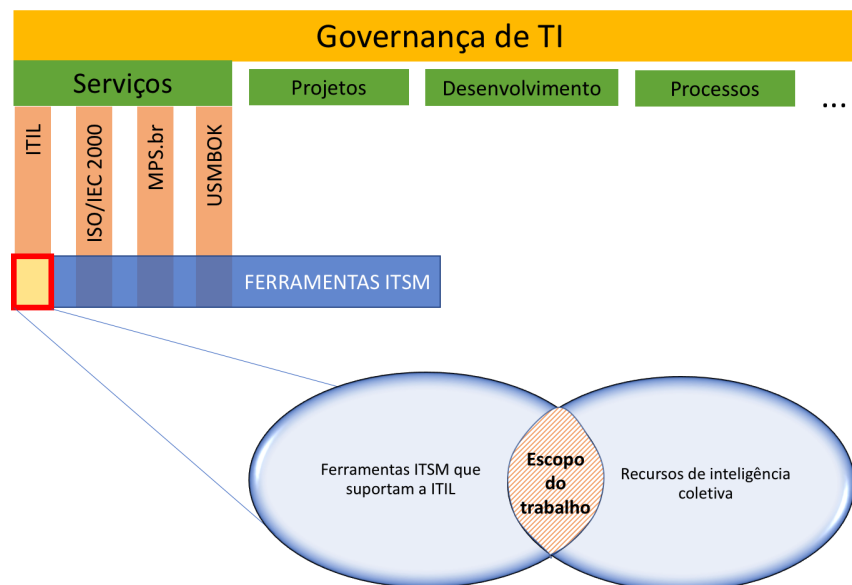 Governança de TI
Serviços
Projetos
Desenvolvimento
Processos
...
ITIL
ISO/IEC 2000
MPS.br
USMBOK
FERRAMENTAS ITSM
Ferramentas ITSM que
suportam a ITIL
Escopo
do
trabalho
Recursos de inteligência
coletiva